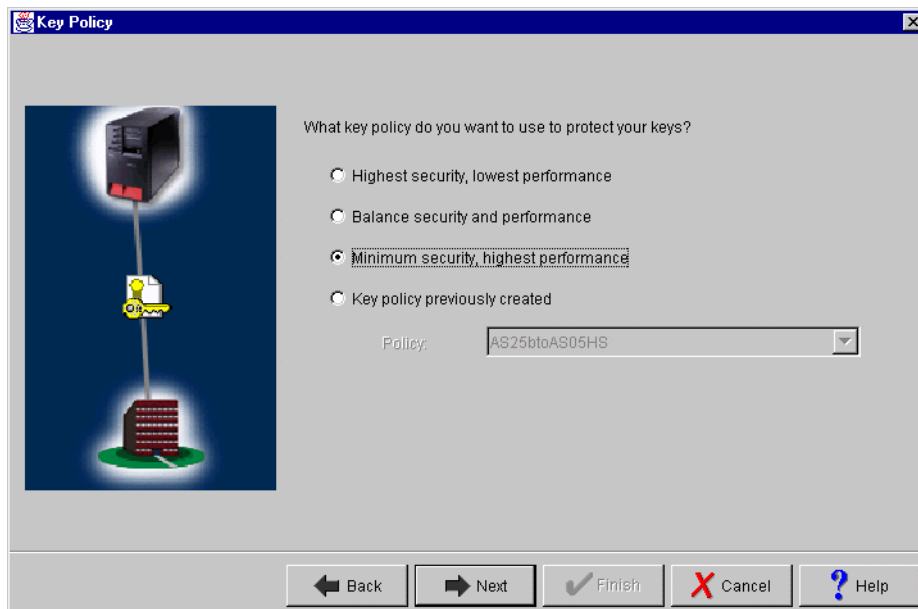 Key Policy
What key policy do you want to use to protect your keys?
Highest security, lowest performance
Balance security and performance
Minimum security, highest performance
Key policy previously created
Policy: AS25btoAS05HS
Back Next Finish Cancel ? Help